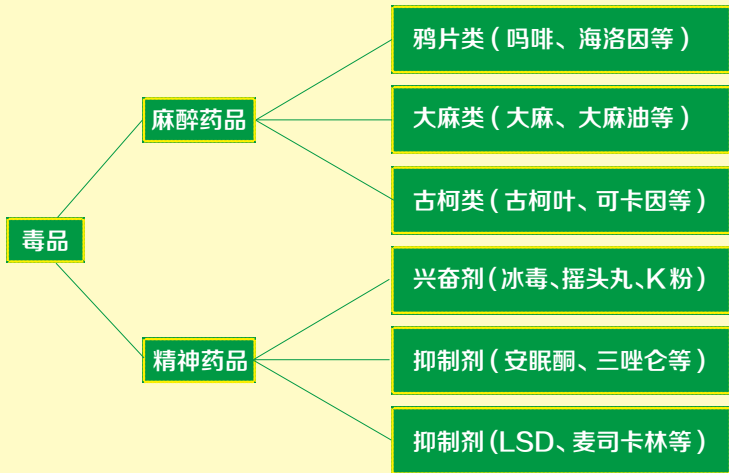 毒品
麻醉药品
鸦片类（吗啡、海洛因等）
大麻类（大麻、大麻油等）
古柯类（古柯叶、可卡因等）
精神药品
兴奋剂（冰毒、摇头丸、K粉）
抑制剂（安眠酮、三唑仑等）
抑制剂(LSD、麦司卡林等）